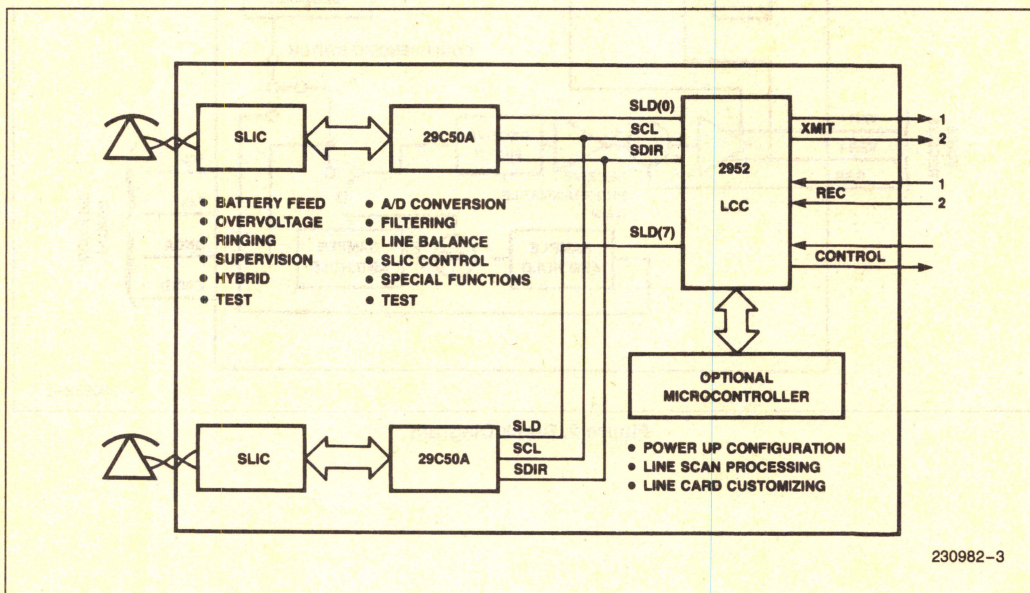 SLIC
29C50A
SLD(0)
SCL
SDIR
2952
LCC
XMIT
1
2
REC
1
2
CONTROL
SLD(7)
● BATTERY FEED
● OVERVOLTAGE
● RINGING
● SUPERVISION
● HYBRID
● TEST
● A/D CONVERSION
● FILTERING
● LINE BALANCE
● SLIC CONTROL
● SPECIAL FUNCTIONS
● TEST
OPTIONAL
MICROCONTROLLER
● POWER UP CONFIGURATION
● LINE SCAN PROCESSING
● LINE CARD CUSTOMIZING
SLIC
29C50A
SLD
SCL
SDIR
230982–3